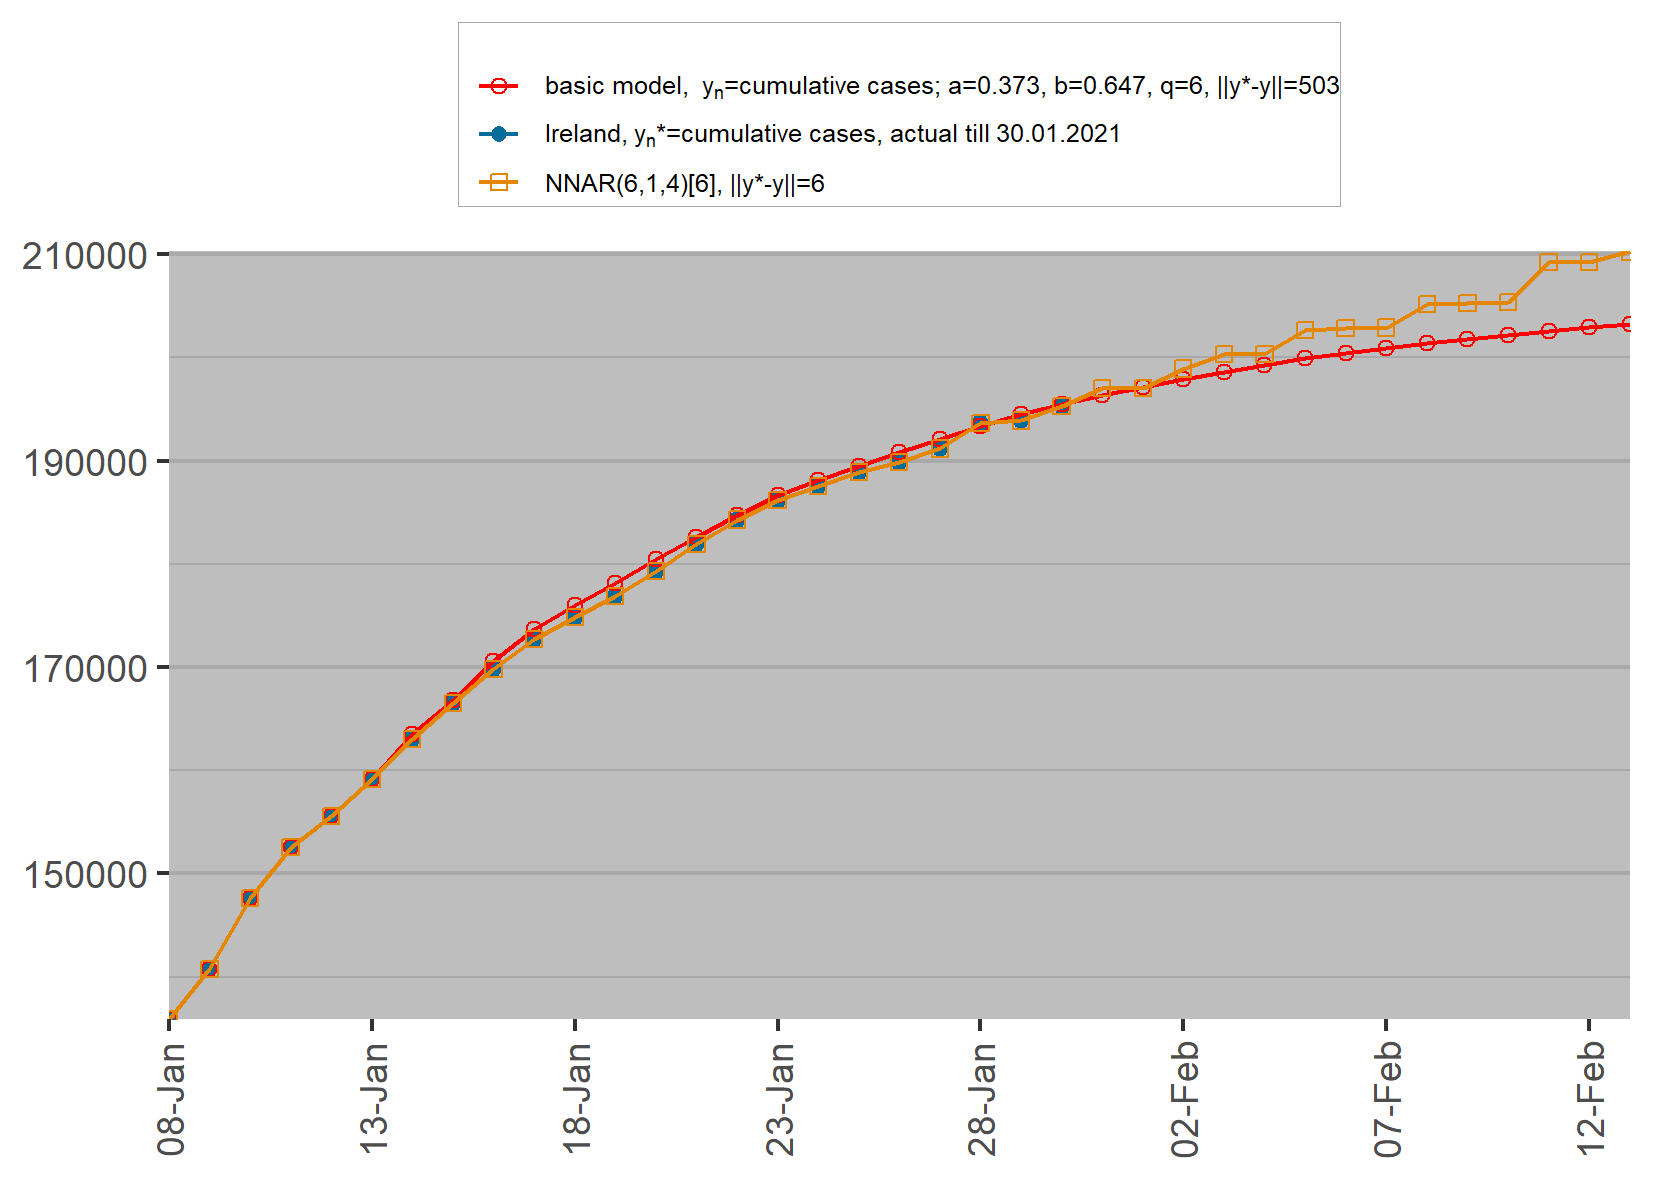 basic model, yn=cumulative cases; a=0.373, b=0.647, q=6, ||y*-y||=503
Ireland, yn*=cumulative cases, actual till 30.01.2021
NNAR(6,1,4)[6], ||y*-y||=6
210000
190000
170000
150000
08-Jan
13-Jan
18-Jan
23-Jan
28-Jan
02-Feb
07-Feb
12-Feb